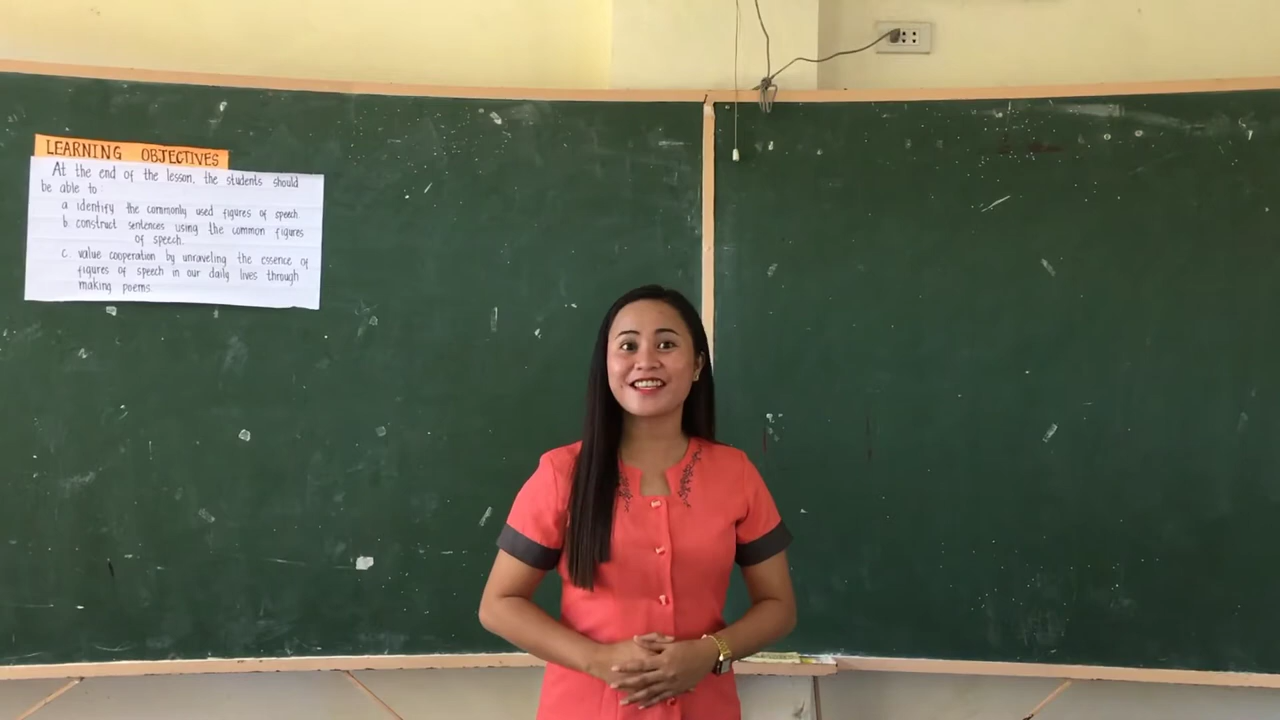 LEARNING OBJECTIVES
At the end of the lesson, the students should
be able to:
a. identify the commonly used figures of speech
b. construct sentences using the common figures
of speech.
c. value cooperation by unraveling the essence of
figures of speech in our daily lives through
making poems.